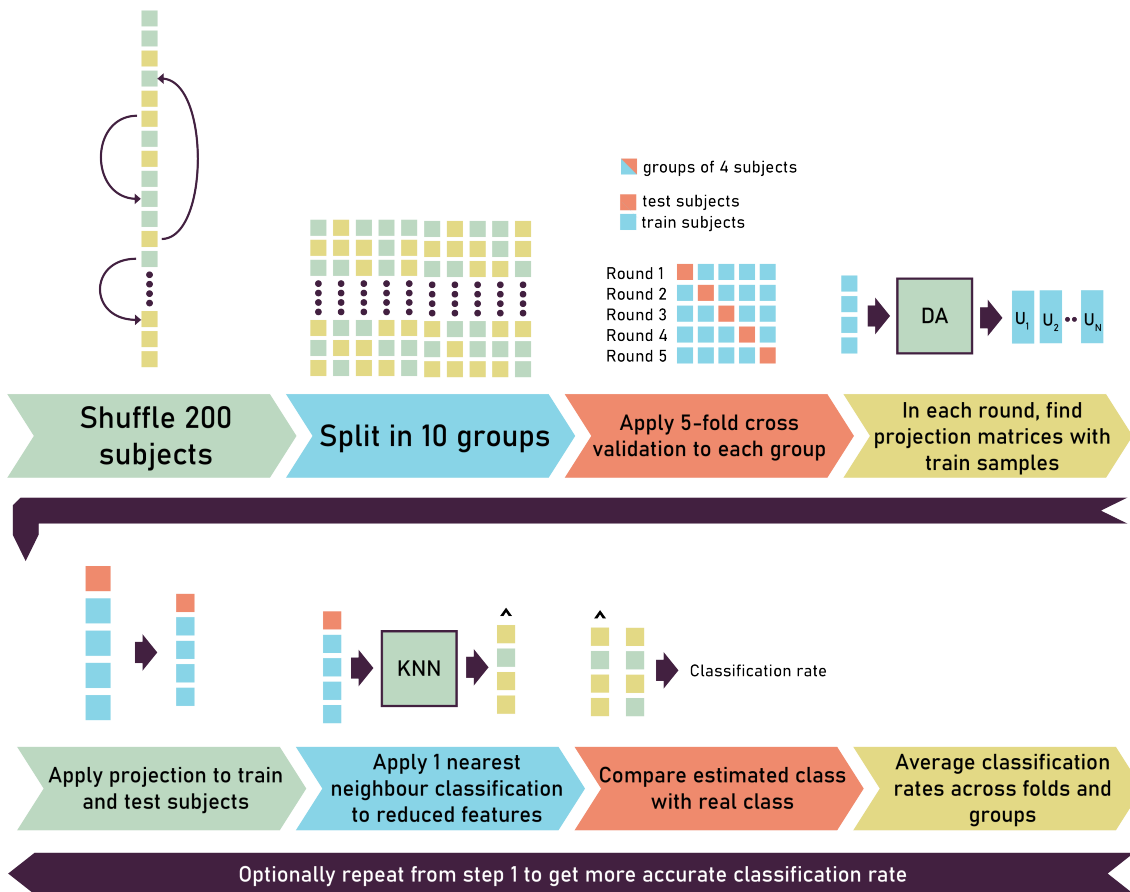 groups of 4 subjects
test subjects
train subjects
Round 1
Round 2
Round 3
Round 4
Round 5
DA
U1 U2 •• UN
Shuffle 200
subjects
Split in 10 groups
Apply 5-fold cross
validation to each group
In each round, find
projection matrices with
train samples
KNN
^
^
Classification rate
Apply projection to train
and test subjects
Apply 1 nearest
neighbour classification
to reduced features
Compare estimated class
with real class
Average classification
rates across folds and
groups
Optionally repeat from step 1 to get more accurate classification rate